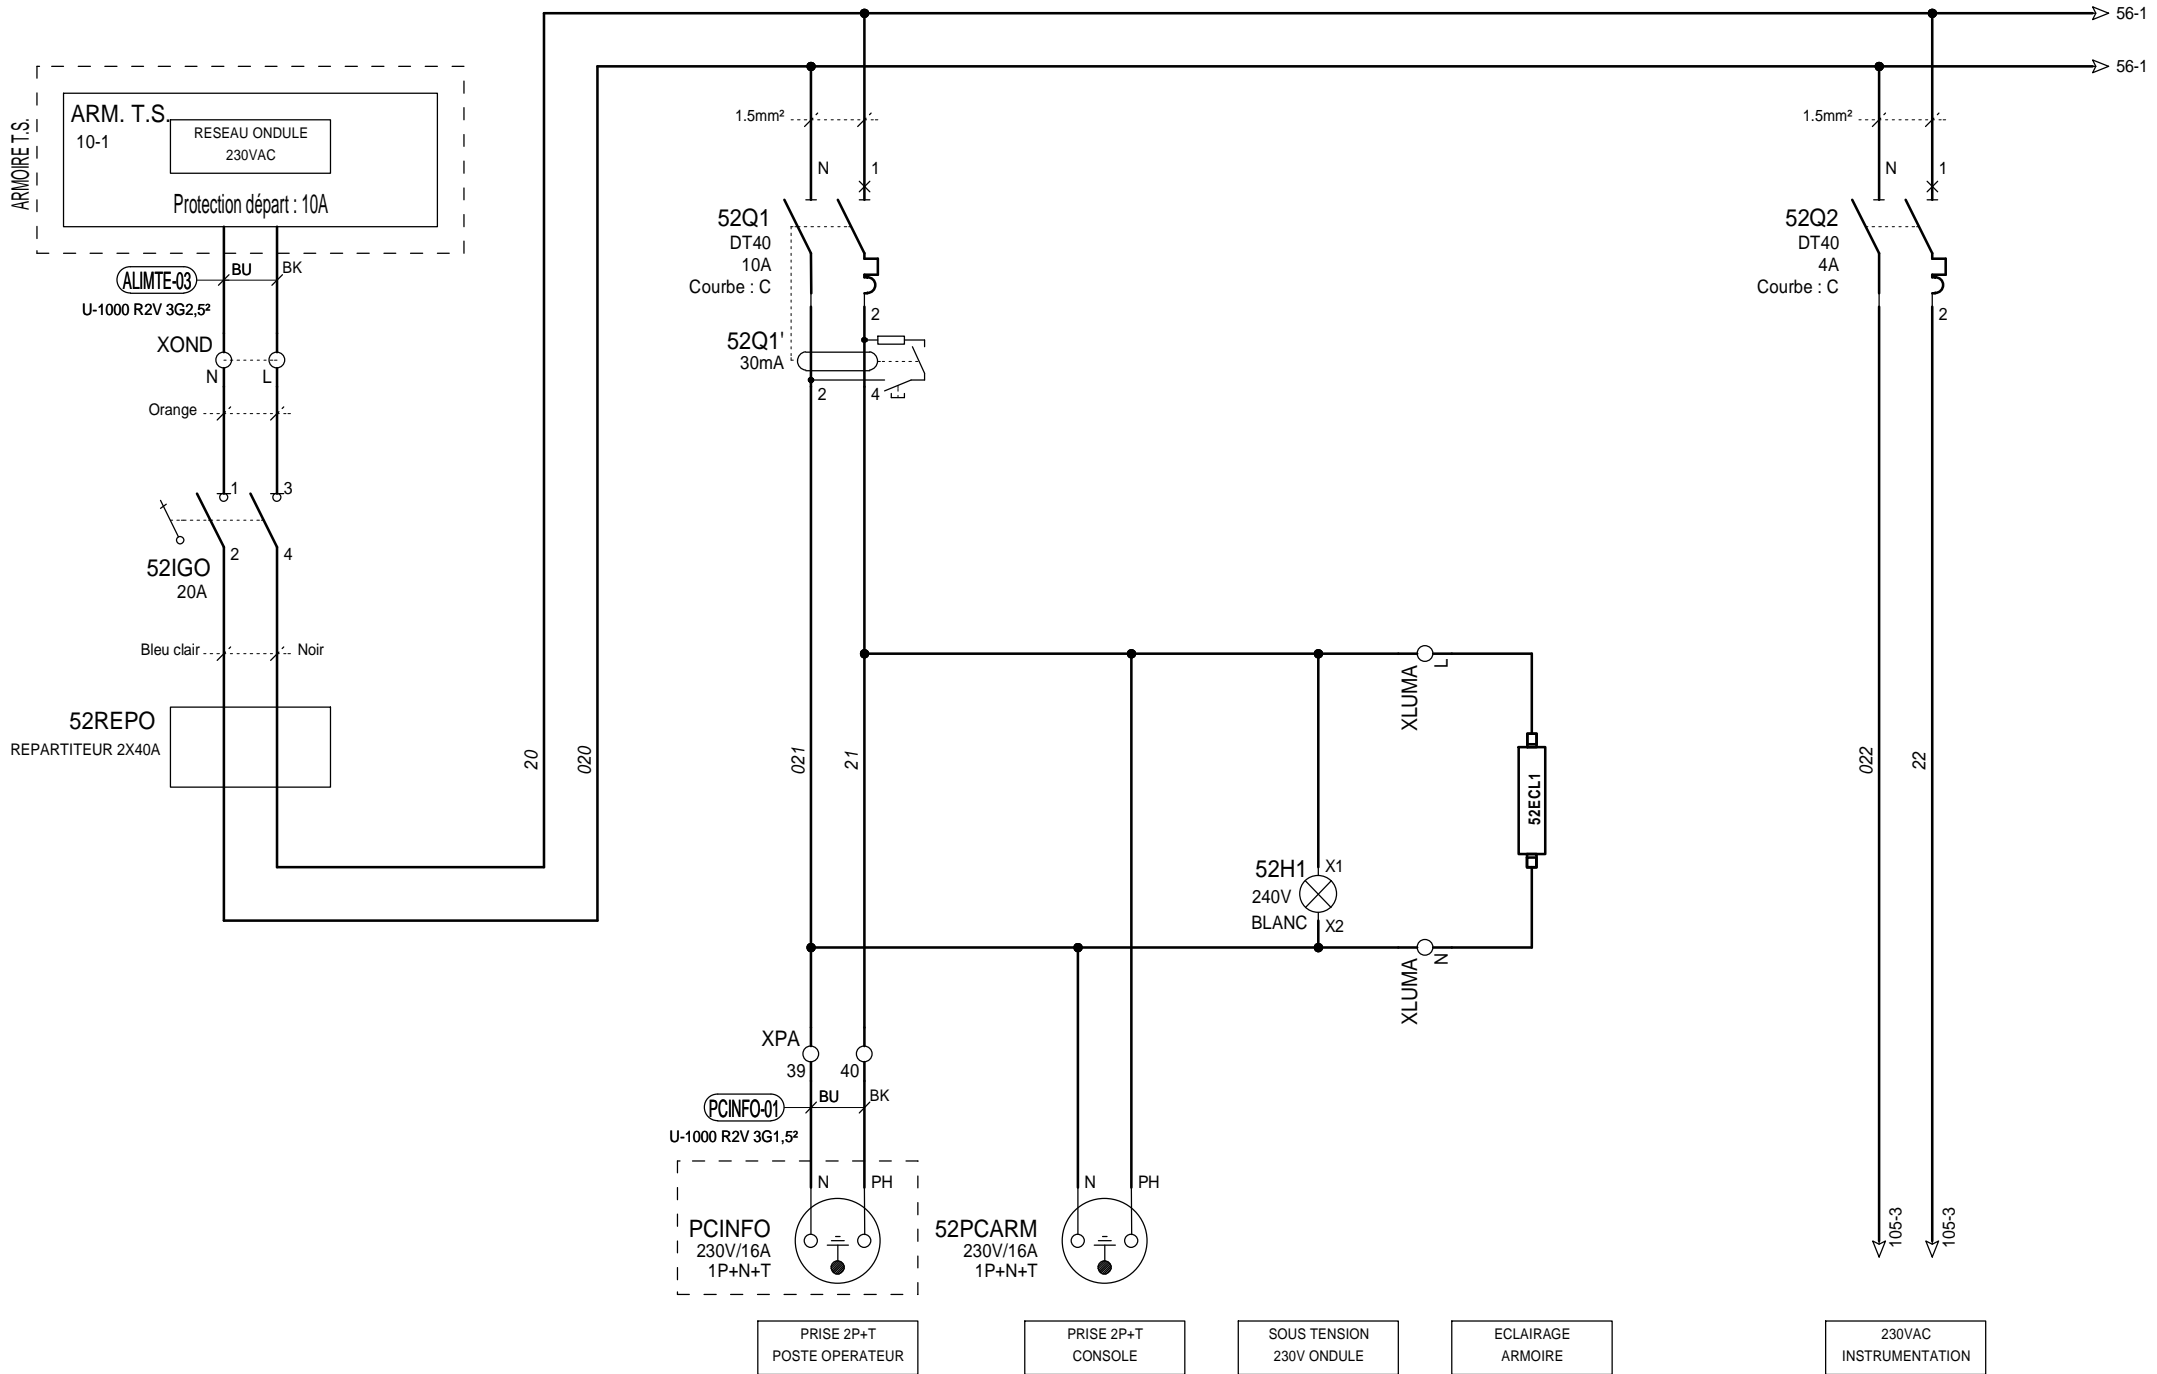 56-1
56-1
ARMOIRE T.S.
ARM. T.S.
10-1
RESEAU ONDULE
230VAC
Protection départ : 10A
ALIMTE-03
BU
BK
U-1000 R2V 3G2,5²
XOND
N
L
Orange
1
3
2
4
52IGO
20A
Bleu clair
Noir
52REPO
REPARTITEUR 2X40A
20
020
1.5mm²
N
1
52Q1
DT40
10A
Courbe : C
2
52Q1'
30mA
2
4
021
21
XLUMA
L
52ECL1
52H1
240V
BLANC
X1
X2
XLUMA
N
XPA
39
40
PCINFO-01
BU
BK
U-1000 R2V 3G1,5²
N
PH
PCINFO
230V/16A
1P+N+T
N
PH
52PCARM
230V/16A
1P+N+T
1.5mm²
N
1
52Q2
DT40
4A
Courbe : C
2
022
22
105-3
105-3
PRISE 2P+T
POSTE OPERATEUR
PRISE 2P+T
CONSOLE
SOUS TENSION
230V ONDULE
ECLAIRAGE
ARMOIRE
230VAC
INSTRUMENTATION